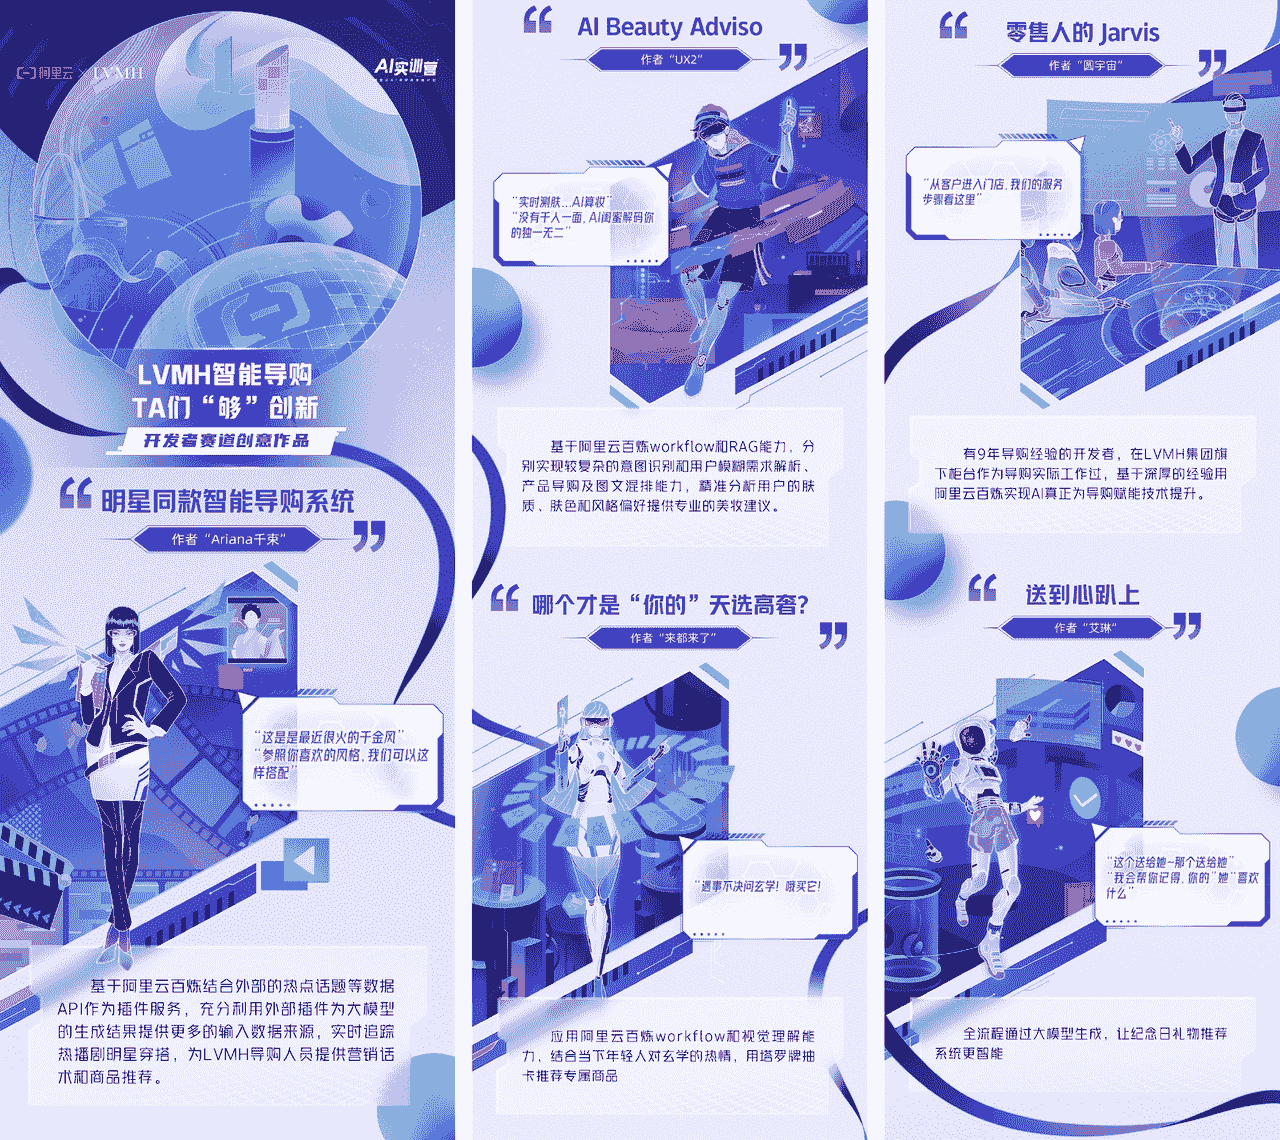 阿里云 × LVMH
AI实训营
LVMH智能导购
TA们“够”创新
开发者赛道创意作品
明星同款智能导购系统
作者“Ariana千束”
“这是是最近很火的千金风”
“参照你喜欢的风格,我们可以这
样搭配”
基于阿里云百炼结合外部的热点话题等数据
API作为插件服务，充分利用外部插件为大模型
的生成结果提供更多的输入数据来源，实时追踪
热播剧明星穿搭，为LVMH导购人员提供营销话
术和商品推荐。
AI Beauty Adviso
作者“UX2”
“实时测肤...AI算妆”
“没有千人一面,AI闺蜜解码你
的独一无二”
基于阿里云百炼workflow和RAG能力，分
别实现较复杂的意图识别和用户模糊需求解析、
产品导购及图文混排能力，精准分析用户的肤
质、肤色和风格偏好提供专业的美妆建议。
哪个才是“你的”天选高奢?
作者“来都来了”
“遇事不决问玄学！哦买它!
应用阿里云百炼workflow和视觉理解能
力，结合当下年轻人对玄学的热情，用塔罗牌抽
卡推荐专属商品
零售人的 Jarvis
作者“圆宇宙”
“从客户进入门店,我们的服务
步骤看这里”
有9年导购经验的开发者，在LVMH集团旗
下柜台作为导购实际工作过，基于深厚的经验用
阿里云百炼实现AI真正为导购赋能技术提升。
送到心趴上
作者“艾琳”
“这个送给她~那个送给她”
“我会帮你记得,你的“她”喜欢
什么”
全流程通过大模型生成，让纪念日礼物推荐
系统更智能